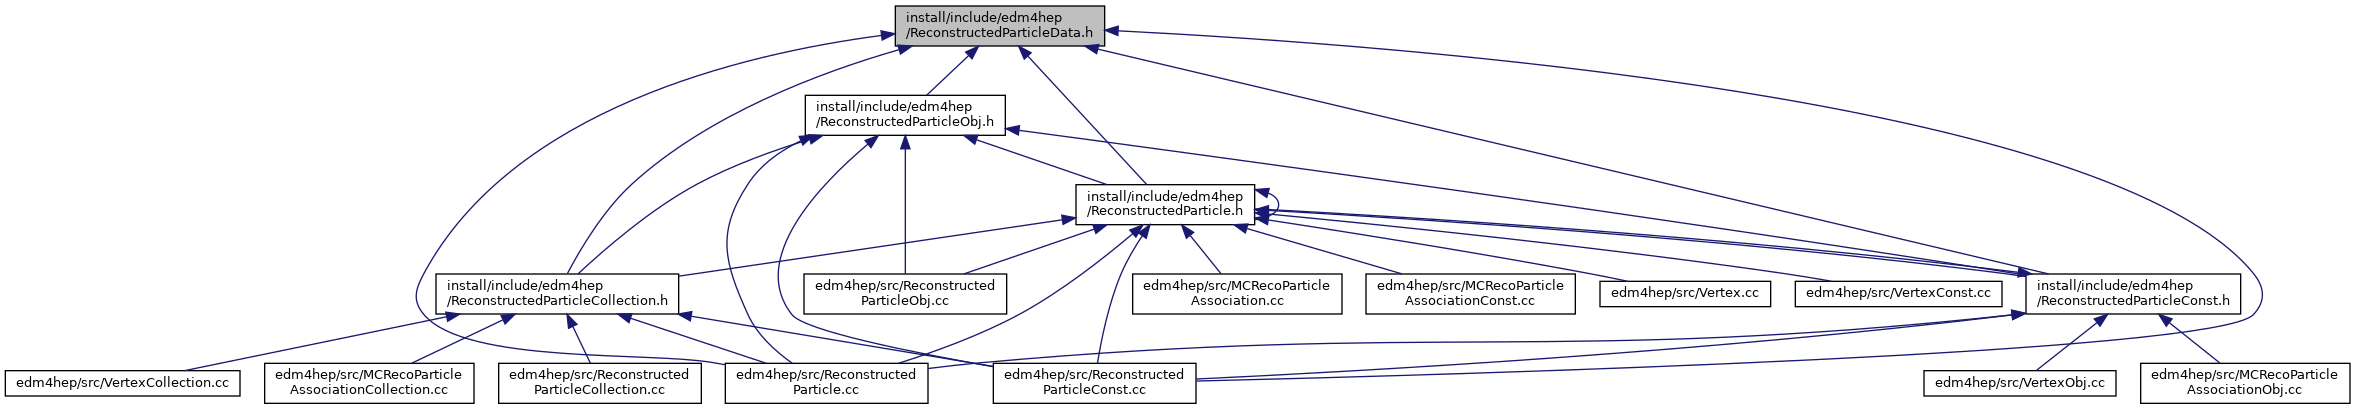 install/include/edm4hep
/ReconstructedParticleData.h
install/include/edm4hep
/ReconstructedParticleObj.h
install/include/edm4hep
/ReconstructedParticle.h
install/include/edm4hep
/ReconstructedParticleCollection.h
edm4hep/src/Reconstructed
ParticleObj.cc
edm4hep/src/MCRecoParticle
Association.cc
edm4hep/src/MCRecoParticle
AssociationConst.cc
edm4hep/src/Vertex.cc
edm4hep/src/VertexConst.cc
install/include/edm4hep
/ReconstructedParticleConst.h
edm4hep/src/VertexCollection.cc
edm4hep/src/MCRecoParticle
AssociationCollection.cc
edm4hep/src/Reconstructed
ParticleCollection.cc
edm4hep/src/Reconstructed
Particle.cc
edm4hep/src/Reconstructed
ParticleConst.cc
edm4hep/src/VertexObj.cc
edm4hep/src/MCRecoParticle
AssociationObj.cc